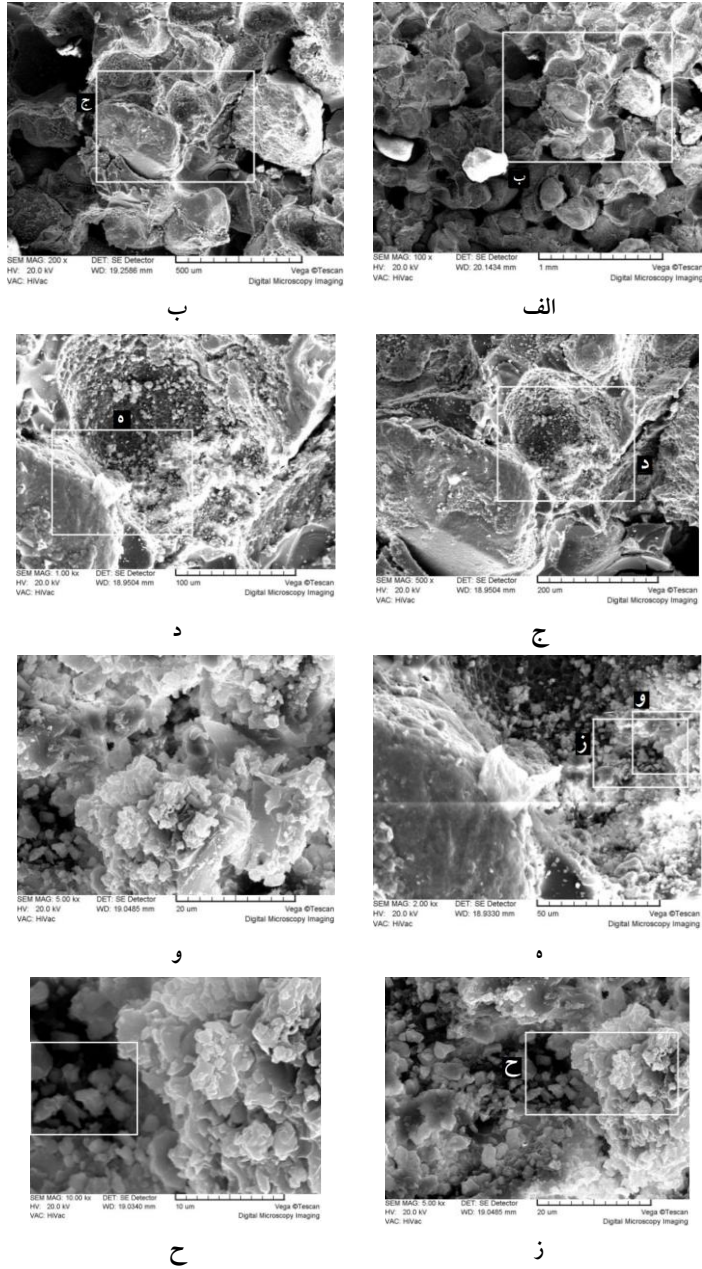 ب
SEM MAG: 100 x DET: SE Detector
HV: 20.0 kV WD: 20.1434 mm 1 mm Vega ©Tescan
VAC: HiVac Digital Microscopy Imaging
الف
ج
SEM MAG: 200 x DET: SE Detector
HV: 20.0 kV WD: 19.2586 mm 500 um Vega ©Tescan
VAC: HiVac Digital Microscopy Imaging
ب
د
SEM MAG: 500 x DET: SE Detector
HV: 20.0 kV WD: 18.9504 mm 200 um Vega ©Tescan
VAC: HiVac Digital Microscopy Imaging
ج
ه
SEM MAG: 1.00 kx DET: SE Detector
HV: 20.0 kV WD: 18.9504 mm 100 um Vega ©Tescan
VAC: HiVac Digital Microscopy Imaging
د
و
ز
SEM MAG: 2.00 kx DET: SE Detector
HV: 20.0 kV WD: 18.9330 mm 50 um Vega ©Tescan
VAC: HiVac Digital Microscopy Imaging
ه
SEM MAG: 5.00 kx DET: SE Detector
HV: 20.0 kV WD: 19.0485 mm 20 um Vega ©Tescan
VAC: HiVac Digital Microscopy Imaging
و
ح
SEM MAG: 5.00 kx DET: SE Detector
HV: 20.0 kV WD: 19.0485 mm 20 um Vega ©Tescan
VAC: HiVac Digital Microscopy Imaging
ز
SEM MAG: 10.00 kx DET: SE Detector
HV: 20.0 kV WD: 19.0340 mm 10 um Vega ©Tescan
VAC: HiVac Digital Microscopy Imaging
ح